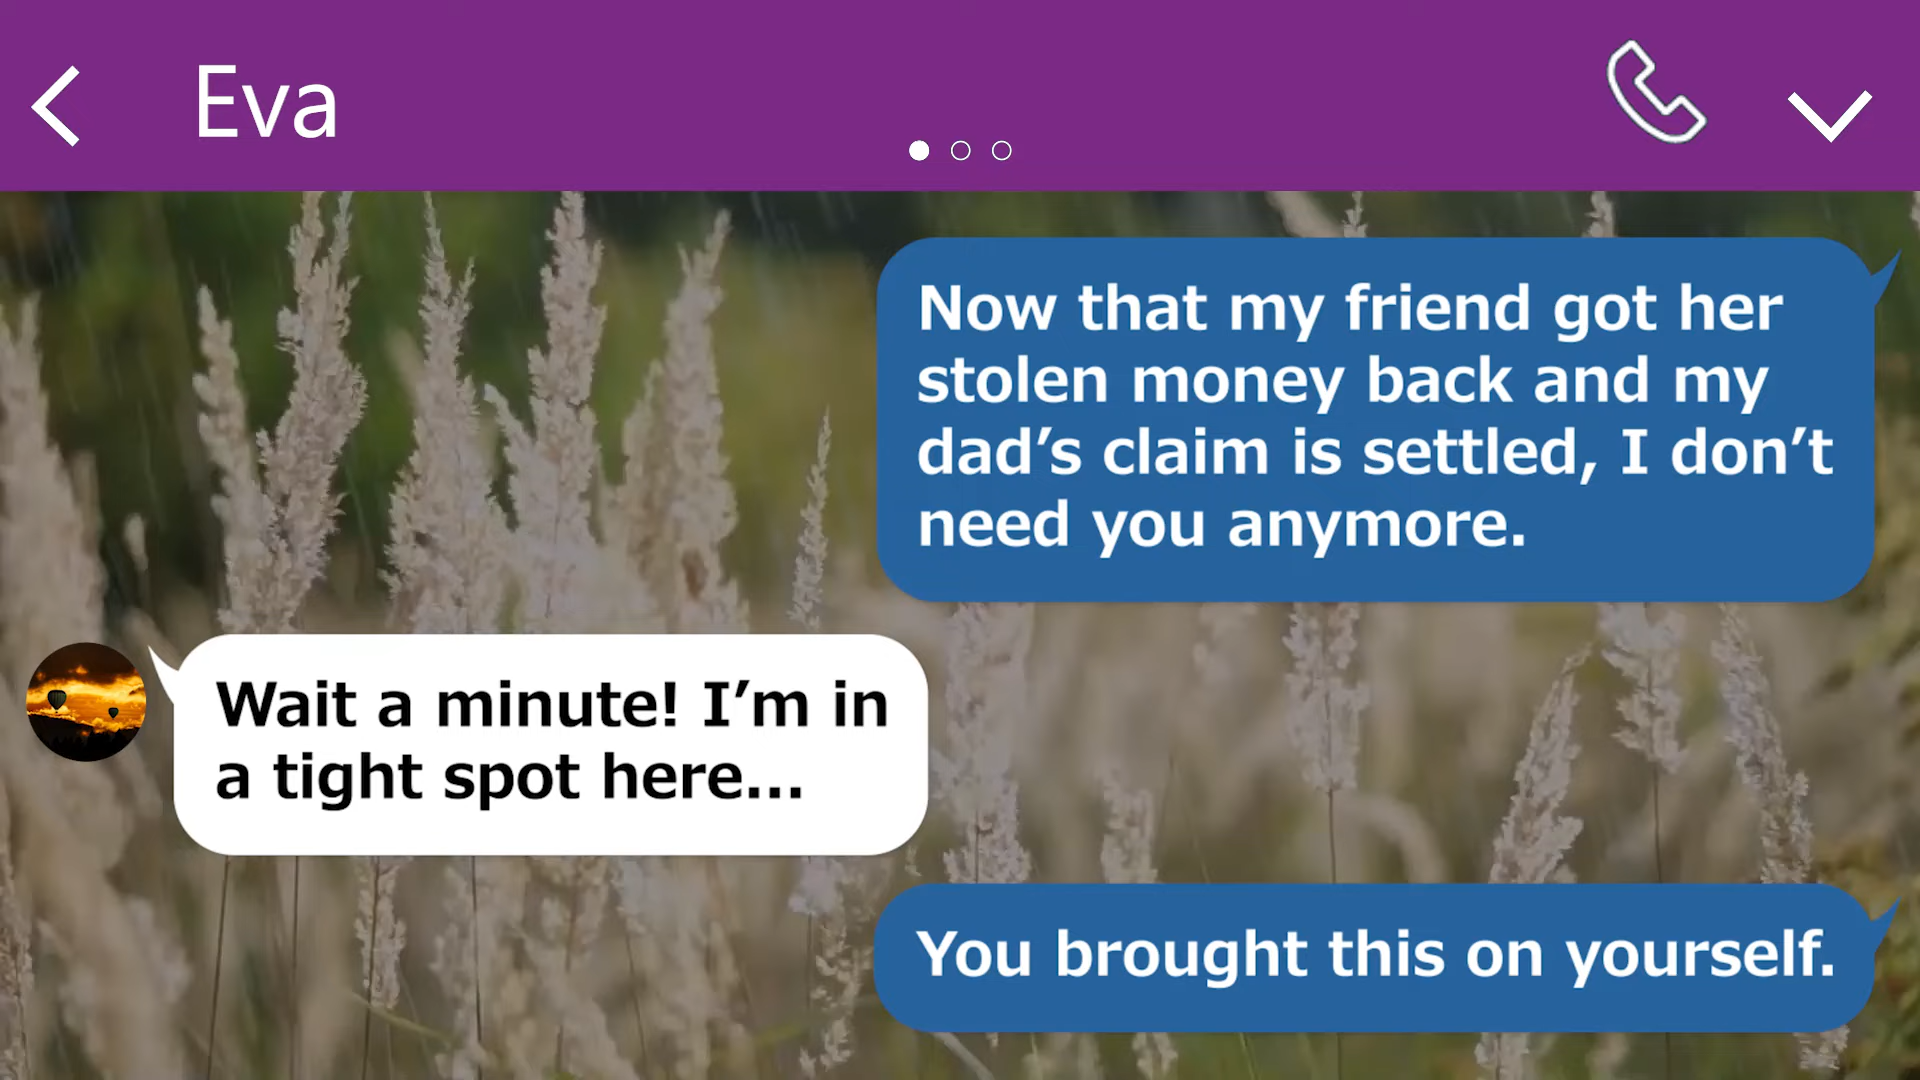 Eva
Now that my friend got her
stolen money back and my
dad’s claim is settled, I don’t
need you anymore.
Wait a minute! I’m in
a tight spot here...
You brought this on yourself.